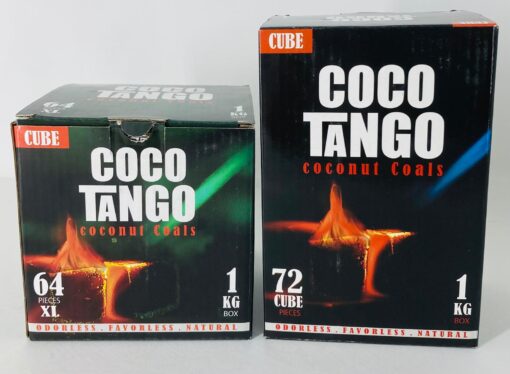 64
XL
1
KG
CUBE
COCO
TANGO
coconut Coals
64
PIECES
XL
1
KG
BOX
ODORLESS . FAVORLESS . NATURAL
CUBE
COCO
TANGO
coconut Coals
72
CUBE
PIECES
1
KG
BOX
ODORLESS . FAVORLESS . NATURAL